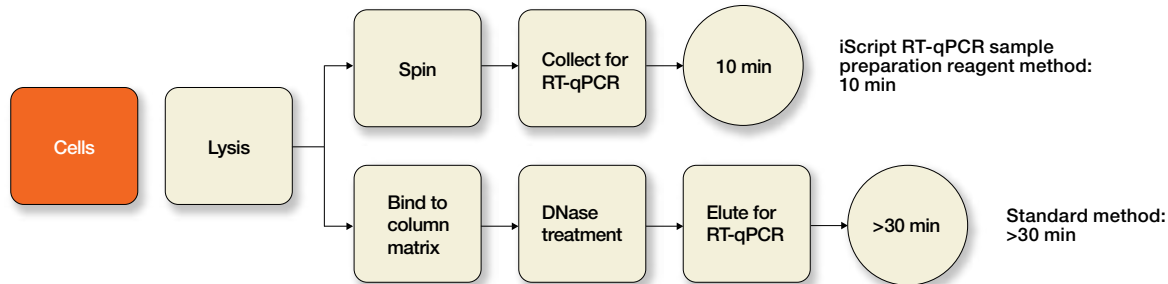 Cells
Lysis
Spin
Collect for
RT-qPCR
10 min
iScript RT-qPCR sample
preparation reagent method:
10 min
Bind to
column
matrix
DNase
treatment
Elute for
RT-qPCR
>30 min
Standard method:
>30 min